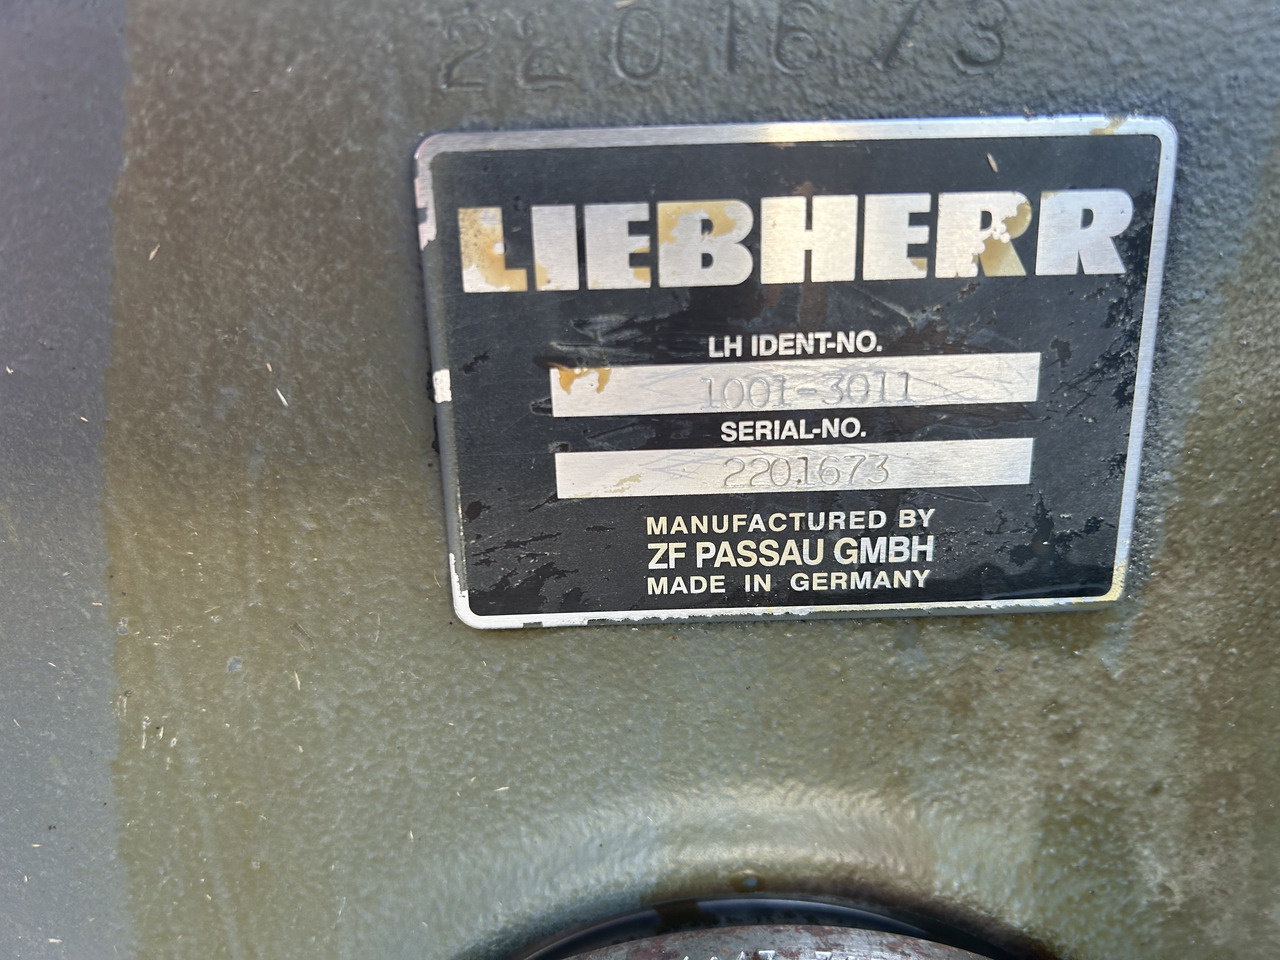 2201673
LIEBHERR
LH IDENT-NO.
1001-3011
SERIAL-NO.
2201673
MANUFACTURED BY
ZF PASSAU GMBH
MADE IN GERMANY